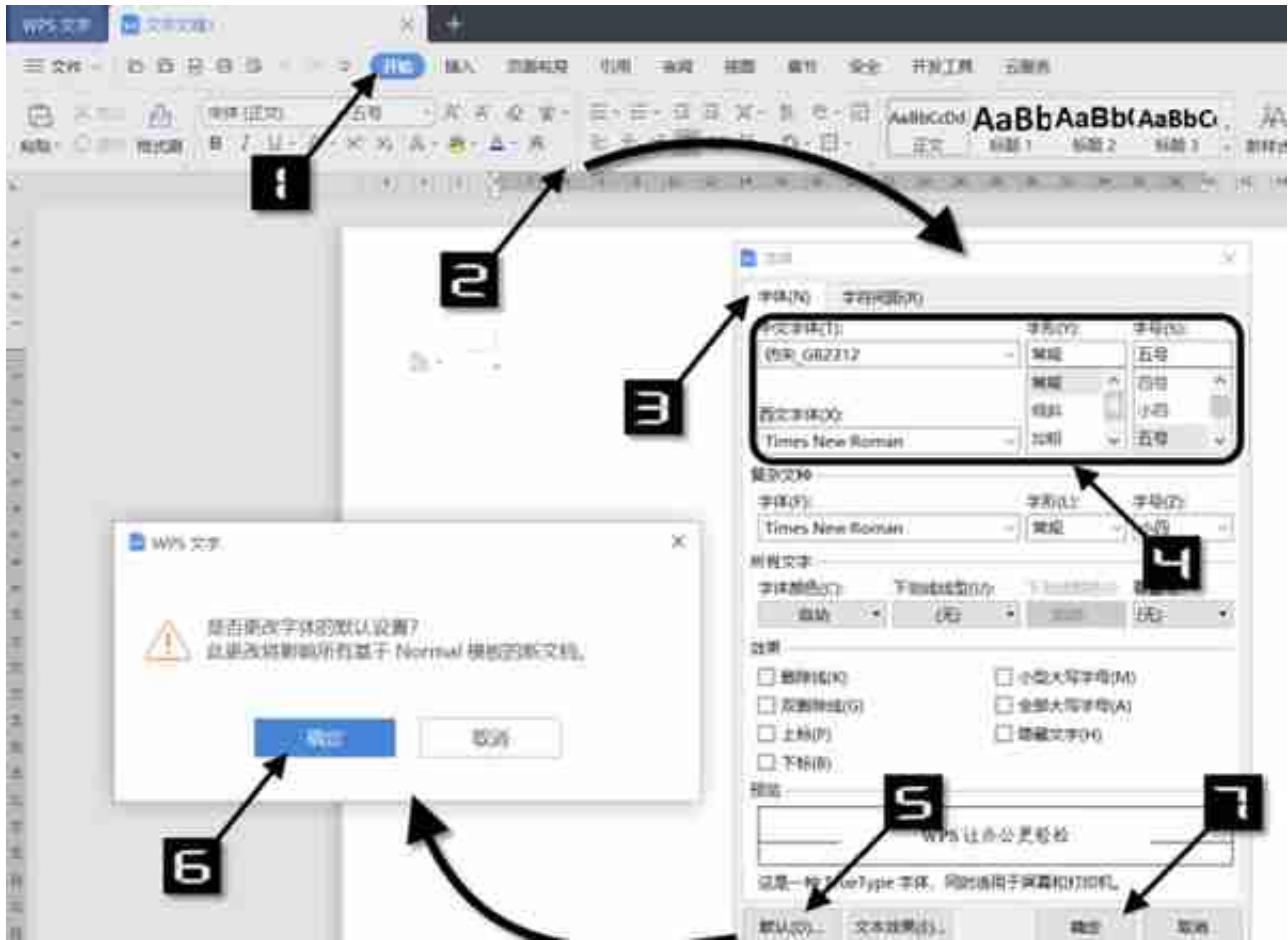 WPS 文字
文字文稿1
文件
开始 插入 页面布局 引用 审阅 视图 章节 安全 开发工具 云服务
宋体 (正文) 五号
AaBbCcDd AaBb AaBb( AaBbC
粘贴 格式刷 B I U A A
正文 标题 1 标题 2 标题 3
1
2
字体
字体(N) 字符间距(R)
中文字体(T): 字形(Y): 字号(S):
仿宋_GB2312 常规 五号
常规 四号
3
西文字体(X): 倾斜 小四
Times New Roman 加粗 五号
复杂文种
字体(F): 字形(L): 字号(Z):
Times New Roman 常规 小四
4
所有文字
字体颜色(C): 下划线线型(U):
自动 (无) (无)
WPS 文字
是否更改字体的默认设置?
此更改将影响所有基于 Normal 模板的新文档。
确定 取消
6
效果
删除线(K) 小型大写字母(M)
双删除线(G) 全部大写字母(A)
上标(P) 隐藏文字(H)
下标(B)
预览
5
7
WPS 让办公更轻松
这是一种 TrueType 字体，同时适用于屏幕和打印机。
默认(D)... 文本效果(E)... 确定 取消